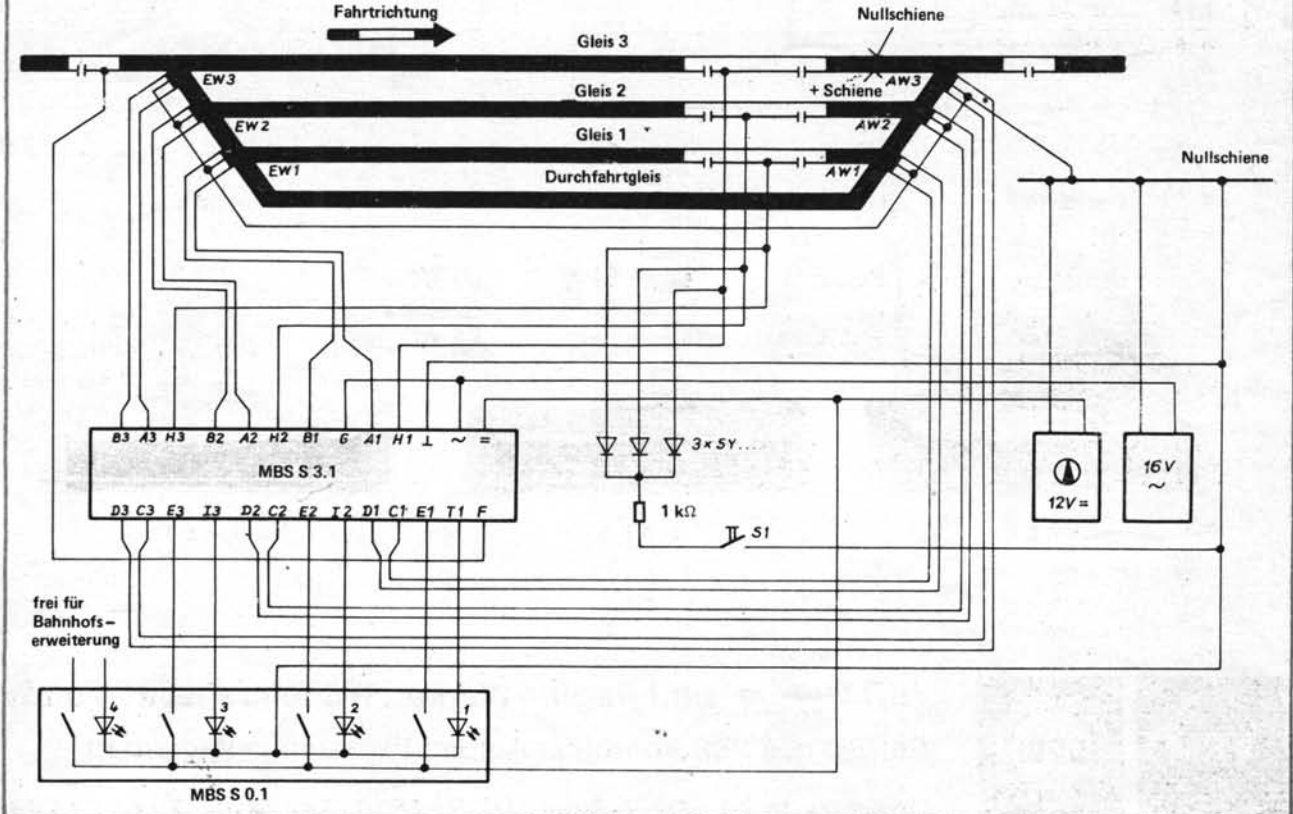 Fahrtrichtung
Nullschiene
Gleis 3
EW3
AW3
Gleis 2
+ Schiene
EW2
AW2
Gleis 1
Nullschiene
EW1
AW1
Durchfahrtgleis
B3 A3 H3 B2 A2 H2 B1 G A1 H1 ⊥ ~ =
MBS S 3.1
D3 C3 E3 I3 D2 C2 E2 I2 D1 C1 E1 T1 F
3×SY...
1 kΩ
S1
12V=
16V
~
frei für
Bahnhofs-
erweiterung
4 3 2 1
MBS S 0.1